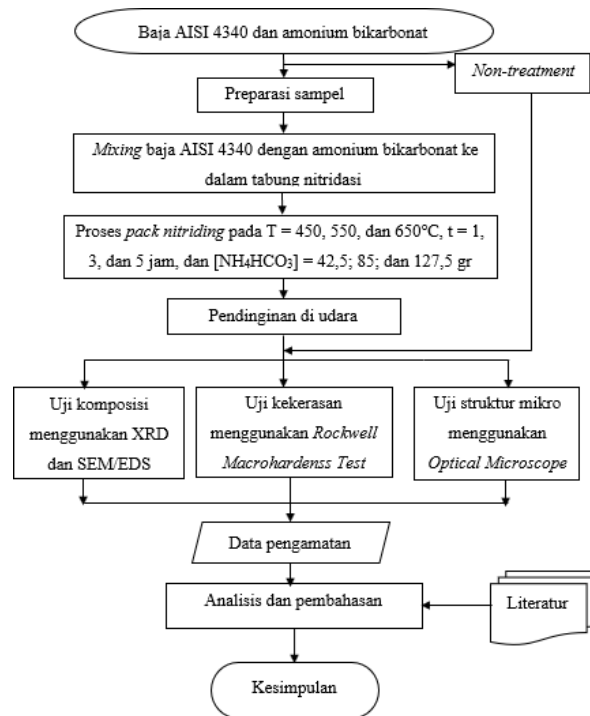 Baja AISI 4340 dan amonium bikarbonat
Non-treatment
Preparasi sampel
Mixing baja AISI 4340 dengan amonium bikarbonat ke
dalam tabung nitridasi
Proses pack nitriding pada T = 450, 550, dan 650°C, t = 1,
3, dan 5 jam, dan [NH4HCO3] = 42,5; 85; dan 127,5 gr
Pendinginan di udara
Uji komposisi
menggunakan XRD
dan SEM/EDS
Uji kekerasan
menggunakan Rockwell
Macrohardenss Test
Uji struktur mikro
menggunakan
Optical Microscope
Data pengamatan
Analisis dan pembahasan
Literatur
Kesimpulan